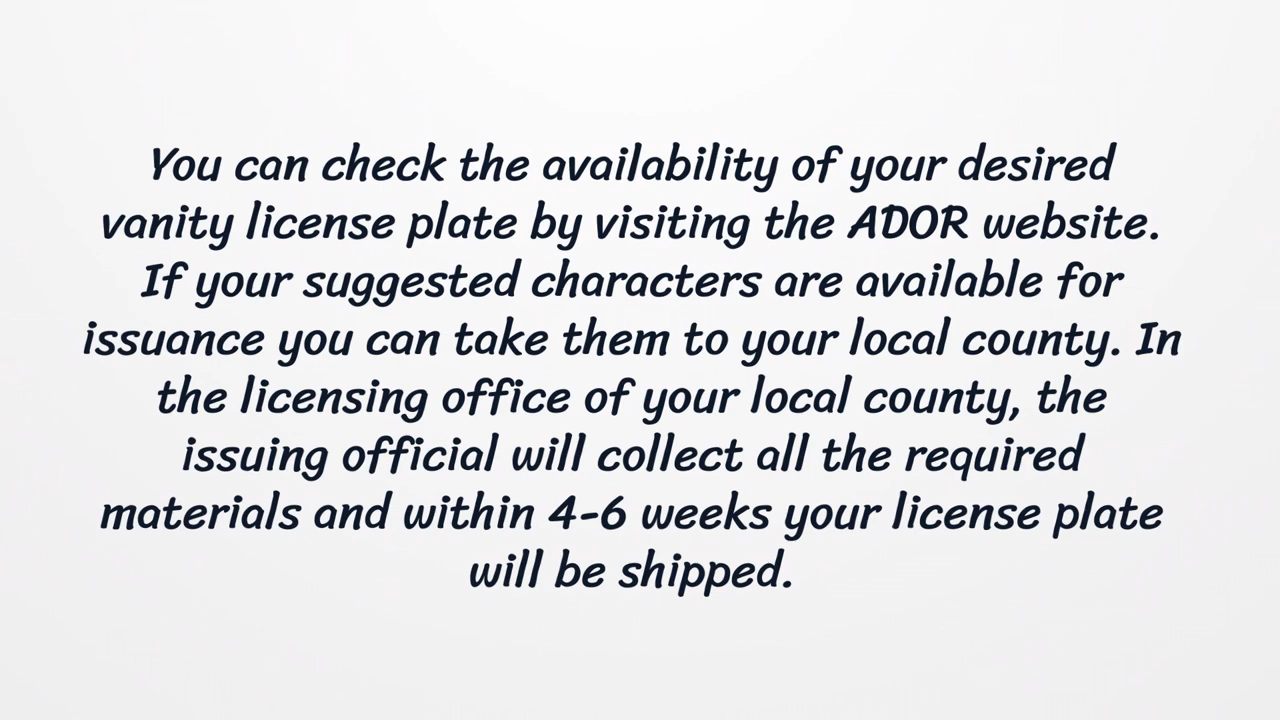 You can check the availability of your desired
vanity license plate by visiting the ADOR website.
If your suggested characters are available for
issuance you can take them to your local county. In
the licensing office of your local county, the
issuing official will collect all the required
materials and within 4-6 weeks your license plate
will be shipped.